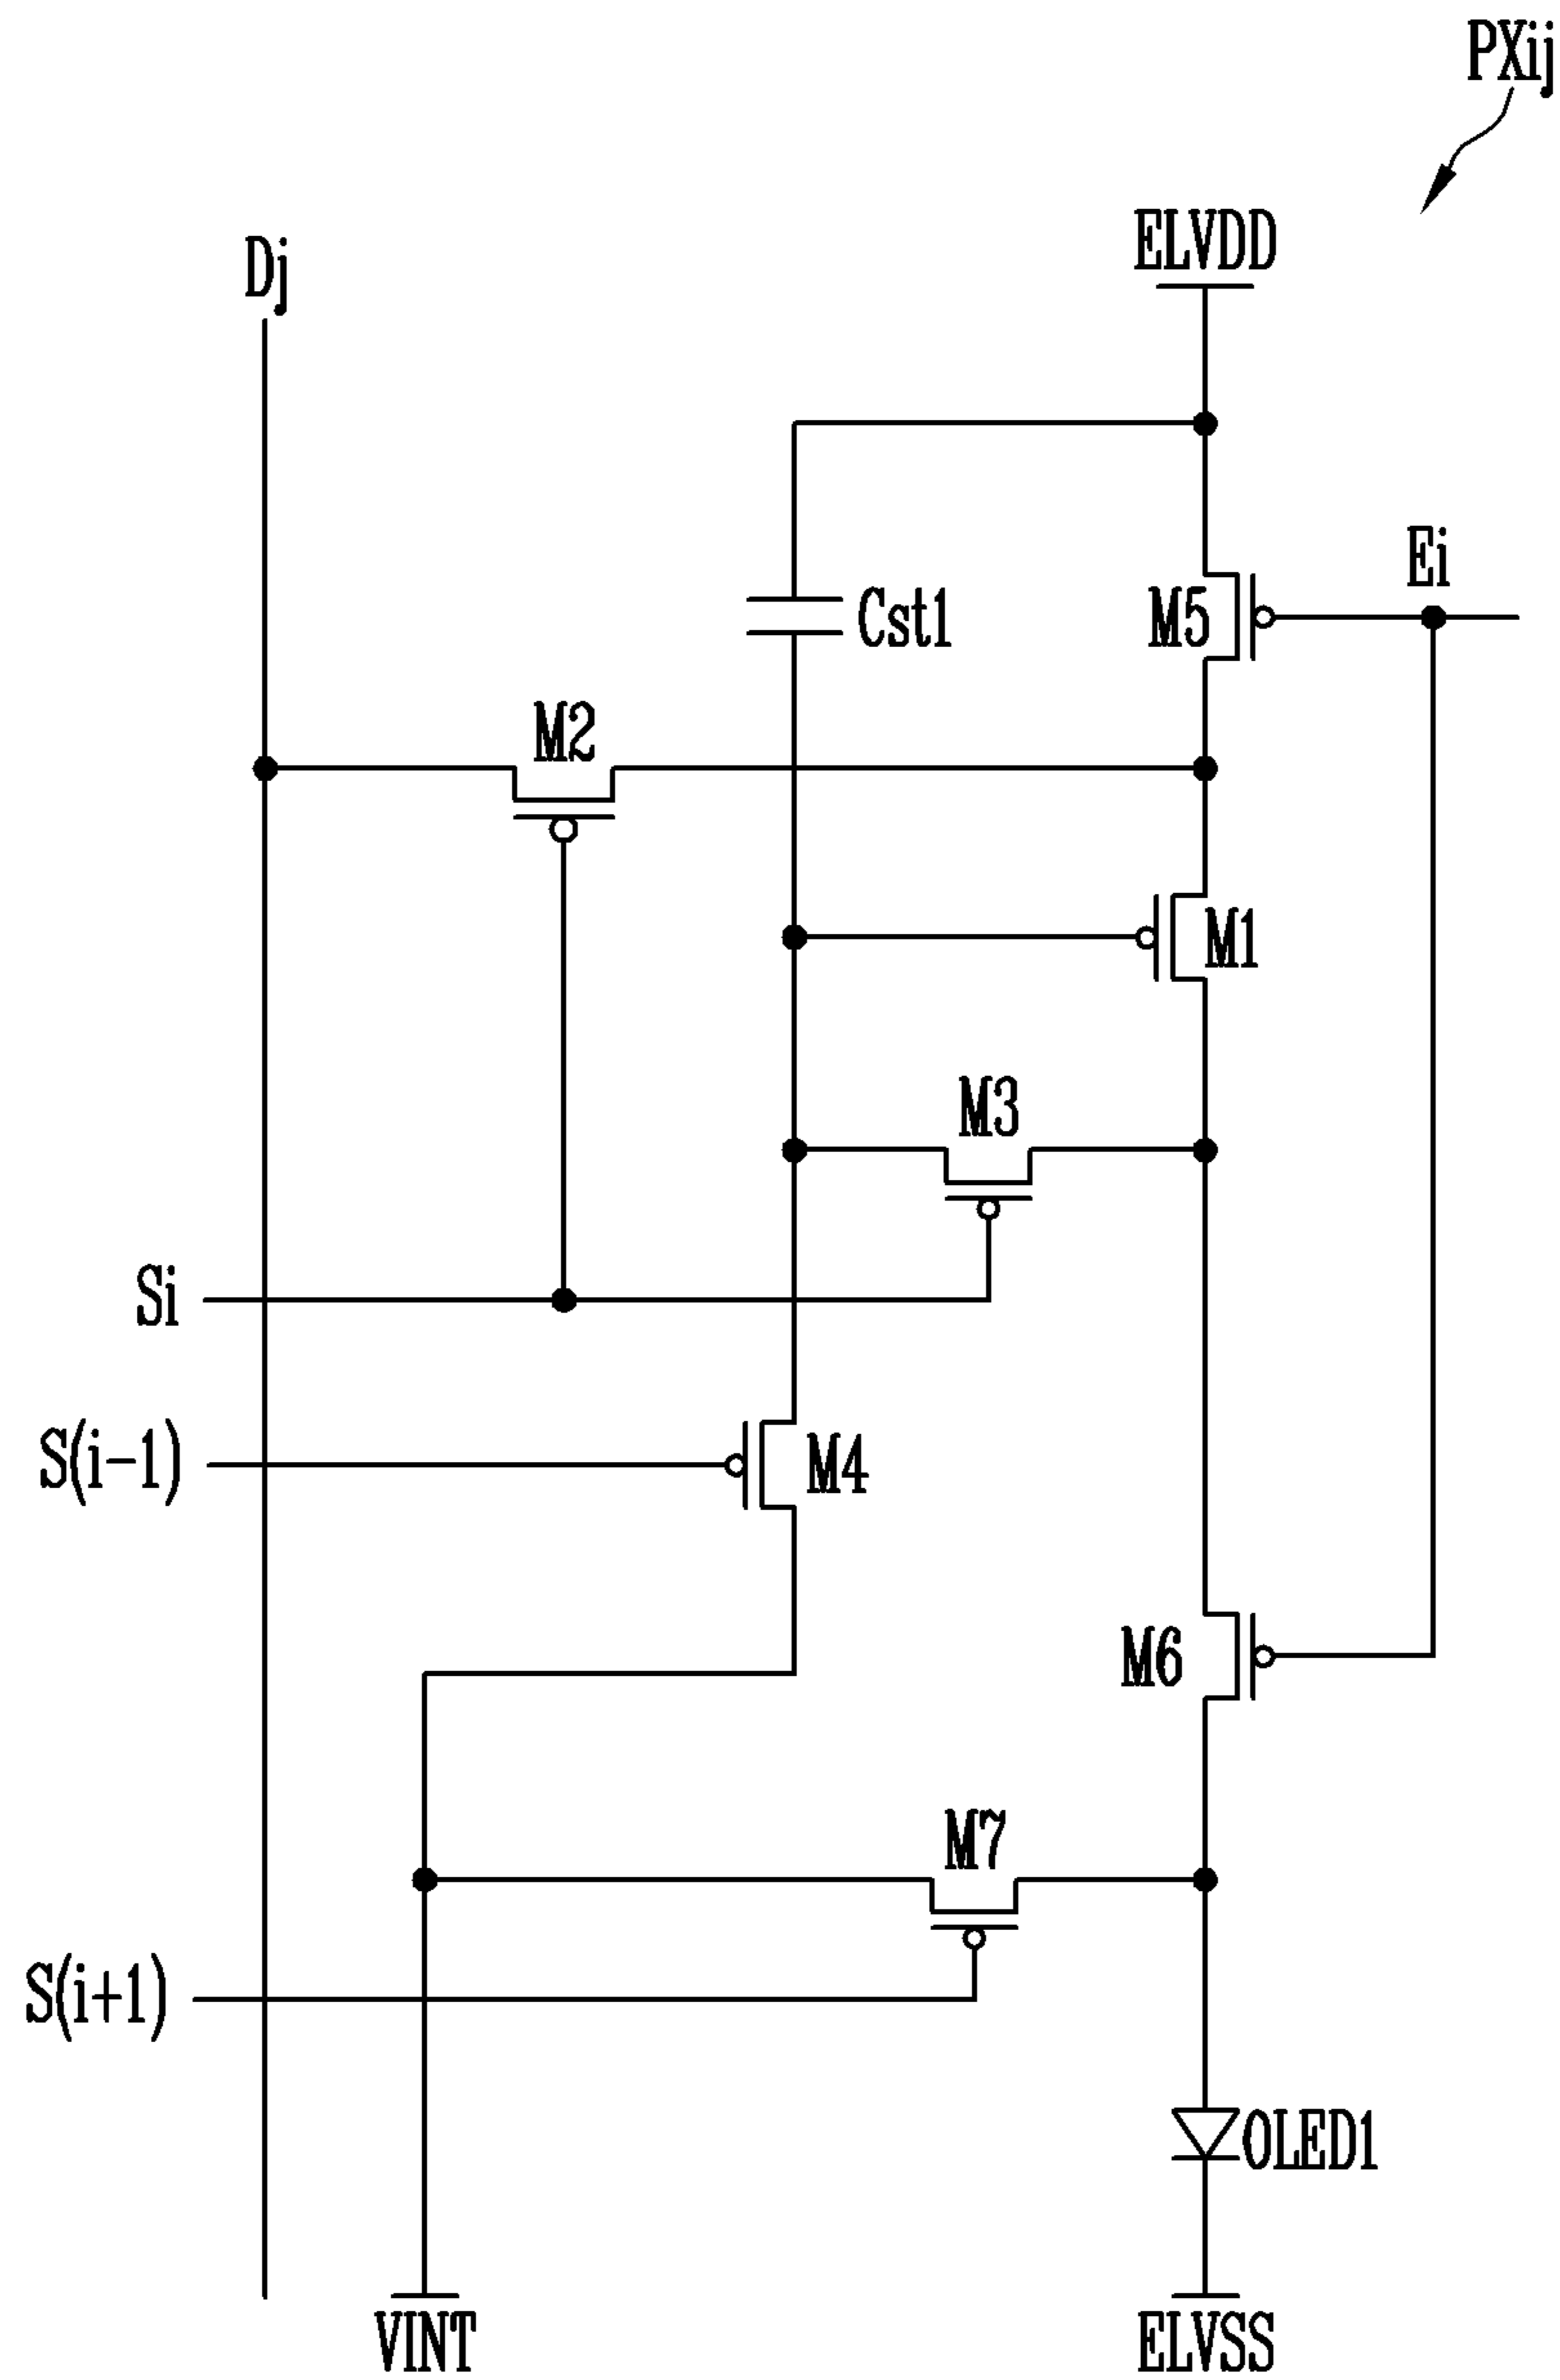 PXij
ELVDD
Dj
Ei
Cst1
M5
M2
M1
M3
Si
S(i-1)
M4
M6
M7
S(i+1)
OLED1
VINT
ELVSS